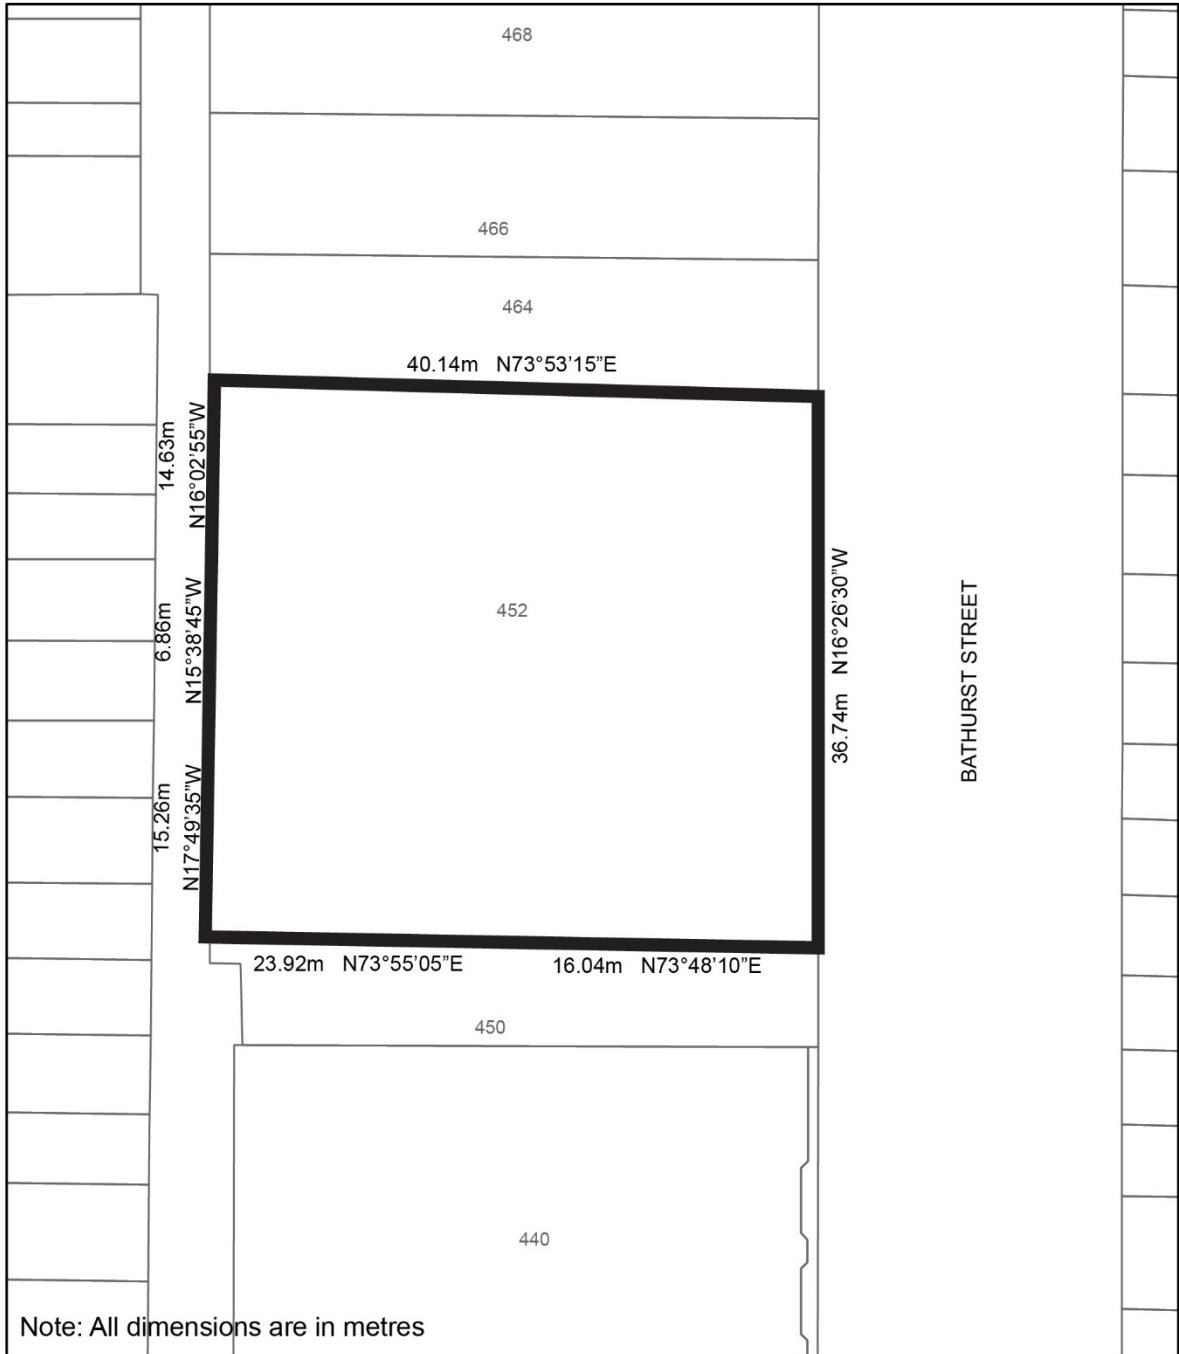 468
466
464
40.14m N73°53'15"E
14.63m
N16°02'55"W
6.86m
N15°38'45"W
15.26m
N17°49'35"W
452
36.74m N16°26'30"W
BATHURST STREET
23.92m N73°55'05"E
16.04m N73°48'10"E
450
440
Note: All dimensions are in metres